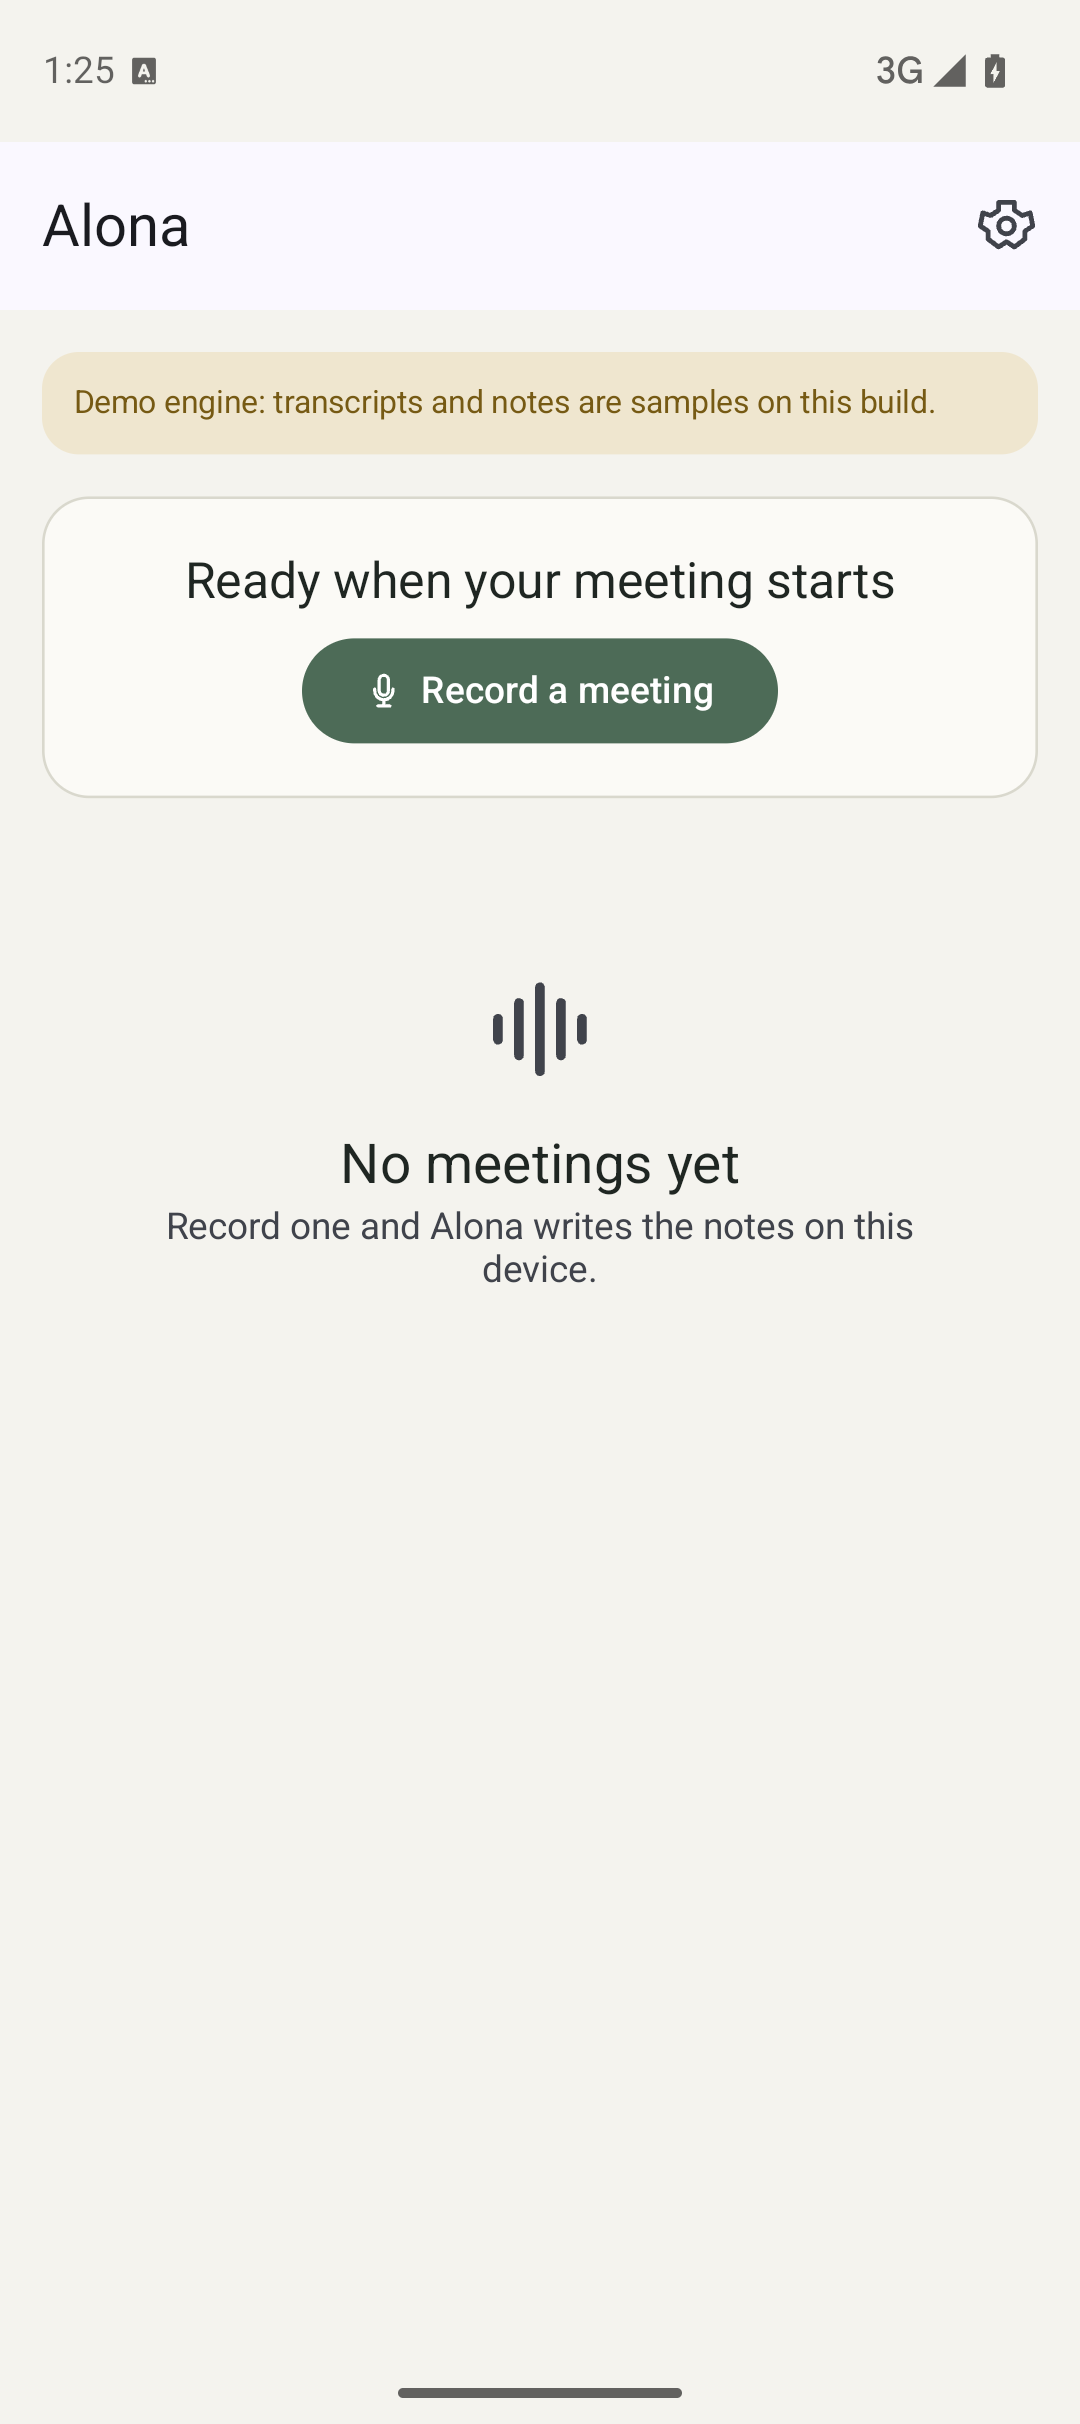 1:25
3G
Alona
Demo engine: transcripts and notes are samples on this build.
Ready when your meeting starts
Record a meeting
No meetings yet
Record one and Alona writes the notes on this
device.